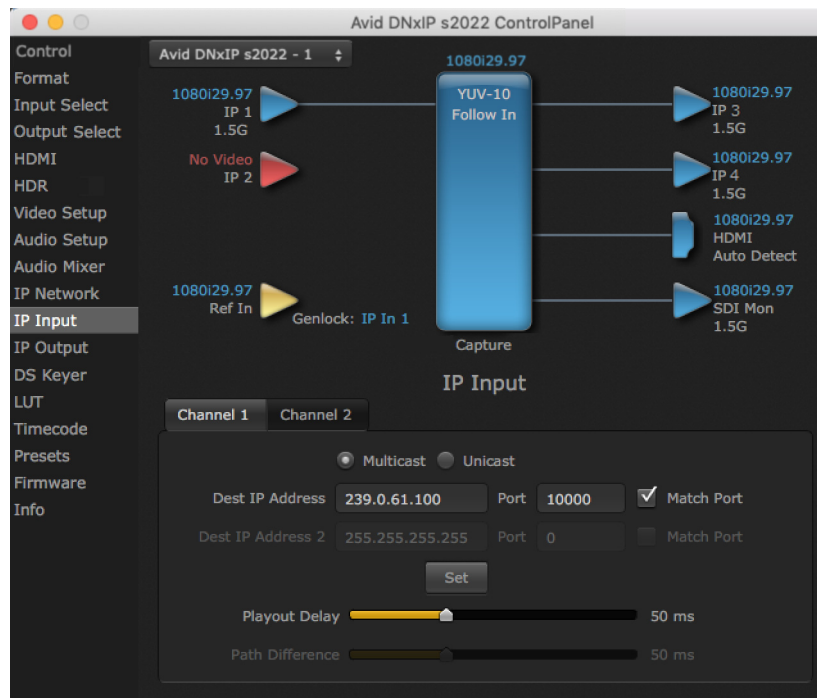 Avid DNxIP s2022 ControlPanel
Control
Format
Input Select
Output Select
HDMI
HDR
Video Setup
Audio Setup
Audio Mixer
IP Network
IP Input
IP Output
DS Keyer
LUT
Timecode
Presets
Firmware
Info
Avid DNxIP s2022 - 1
1080i29.97
1080i29.97
IP 1
1.5G
No Video
IP 2
1080i29.97
Ref In
Genlock: IP In 1
YUV-10
Follow In
Capture
1080i29.97
IP 3
1.5G
1080i29.97
IP 4
1.5G
1080i29.97
HDMI
Auto Detect
1080i29.97
SDI Mon
1.5G
IP Input
Channel 1 Channel 2
Multicast Unicast
Dest IP Address 239.0.61.100 Port 10000 Match Port
Dest IP Address 2 255.255.255.255 Port 0 Match Port
Set
Playout Delay 50 ms
Path Difference 50 ms